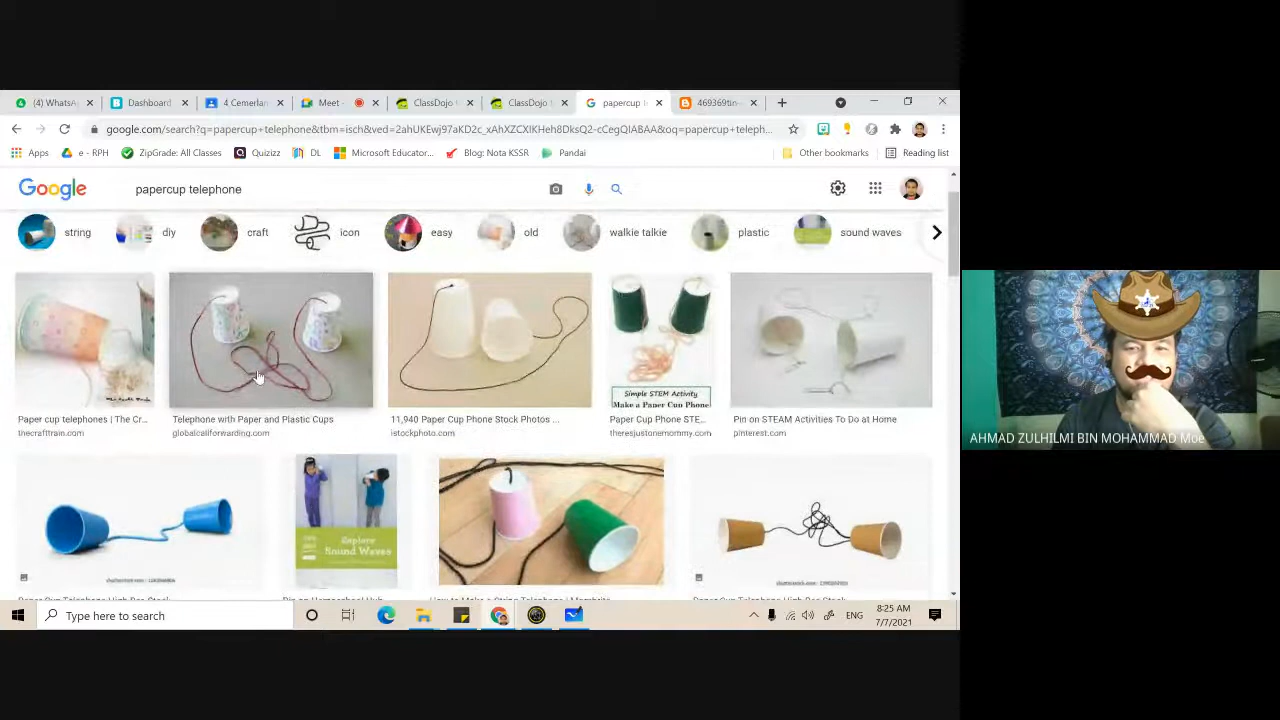 (4) WhatsA
Dashboard
4 Cemerlan
Meet -
ClassDojo f
ClassDojo f
papercup t
469369tin-
google.com/search?q=papercup+telephone&tbm=isch&ved=2ahUKEwj97aKD2c_xAhXZCXIKHeh8DksQ2-cCegQIABAA&oq=papercup+teleph...
Apps
e - RPH
ZipGrade: All Classes
Quizizz
DL
Microsoft Educator...
Blog: Nota KSSR
Pandai
Other bookmarks
Reading list
Google
papercup telephone
string
diy
craft
icon
easy
old
walkie talkie
plastic
sound waves
Simple STEM Activity
Make a Paper Cup Phone
Paper cup telephones | The Cr...
thecrafttrain.com
Telephone with Paper and Plastic Cups
globalcallforwarding.com
11,940 Paper Cup Phone Stock Photos ...
istockphoto.com
Paper Cup Phone STE...
theresjustonemommy.com
Pin on STEAM Activities To Do at Home
pinterest.com
Explore
Sound Waves
Type here to search
ENG
8:25 AM
7/7/2021
AHMAD ZULHILMI BIN MOHAMMAD Moe